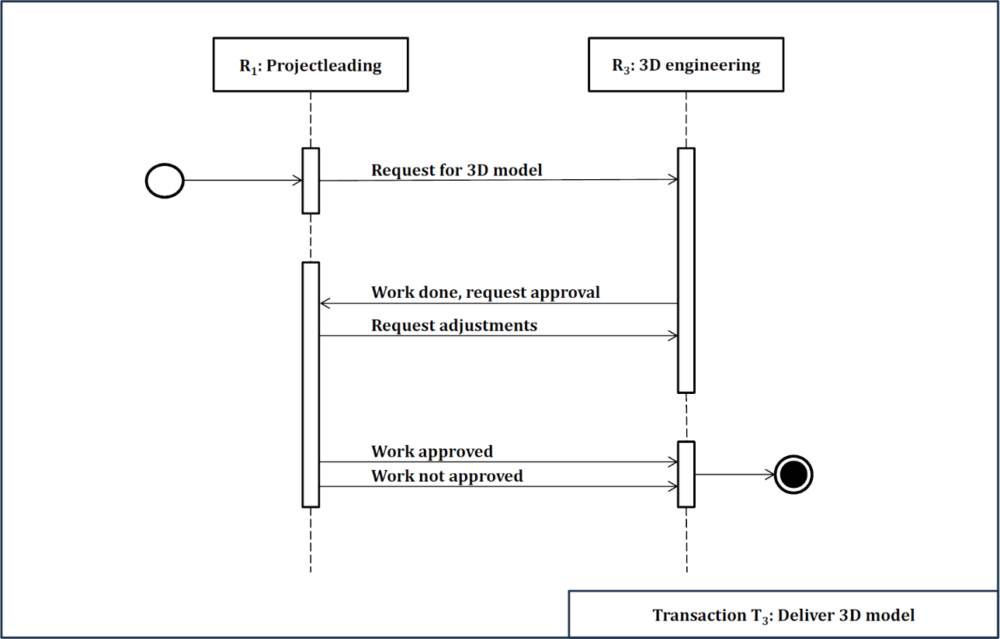 R₁: Projectleading
R₃: 3D engineering
Request for 3D model
Work done, request approval
Request adjustments
Work approved
Work not approved
Transaction T₃: Deliver 3D model